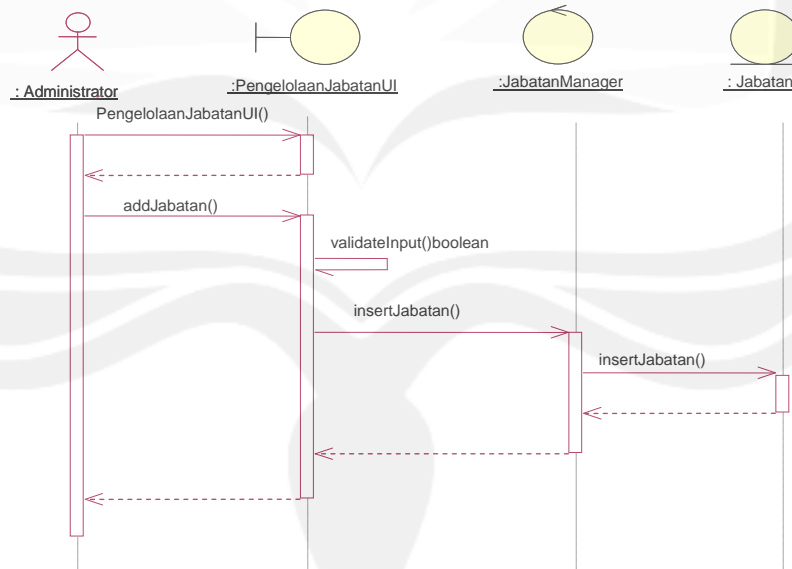 : Administrator
:PengelolaanJabatanUI
:JabatanManager
: Jabatan
PengelolaanJabatanUI()
addJabatan()
validateInput()boolean
insertJabatan()
insertJabatan()